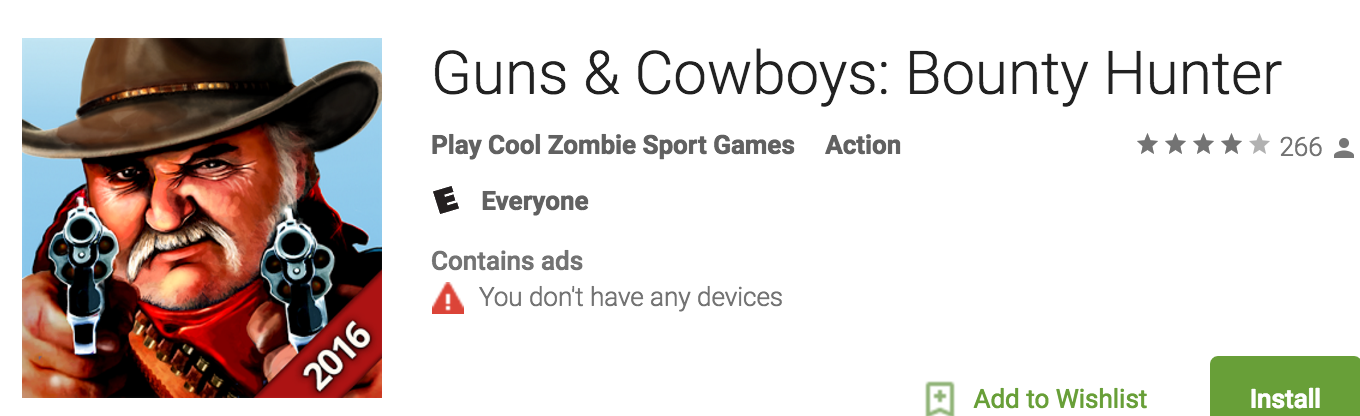 Guns & Cowboys: Bounty Hunter
Play Cool Zombie Sport Games Action 266
E Everyone
Contains ads
You don't have any devices
2016
Add to Wishlist Install